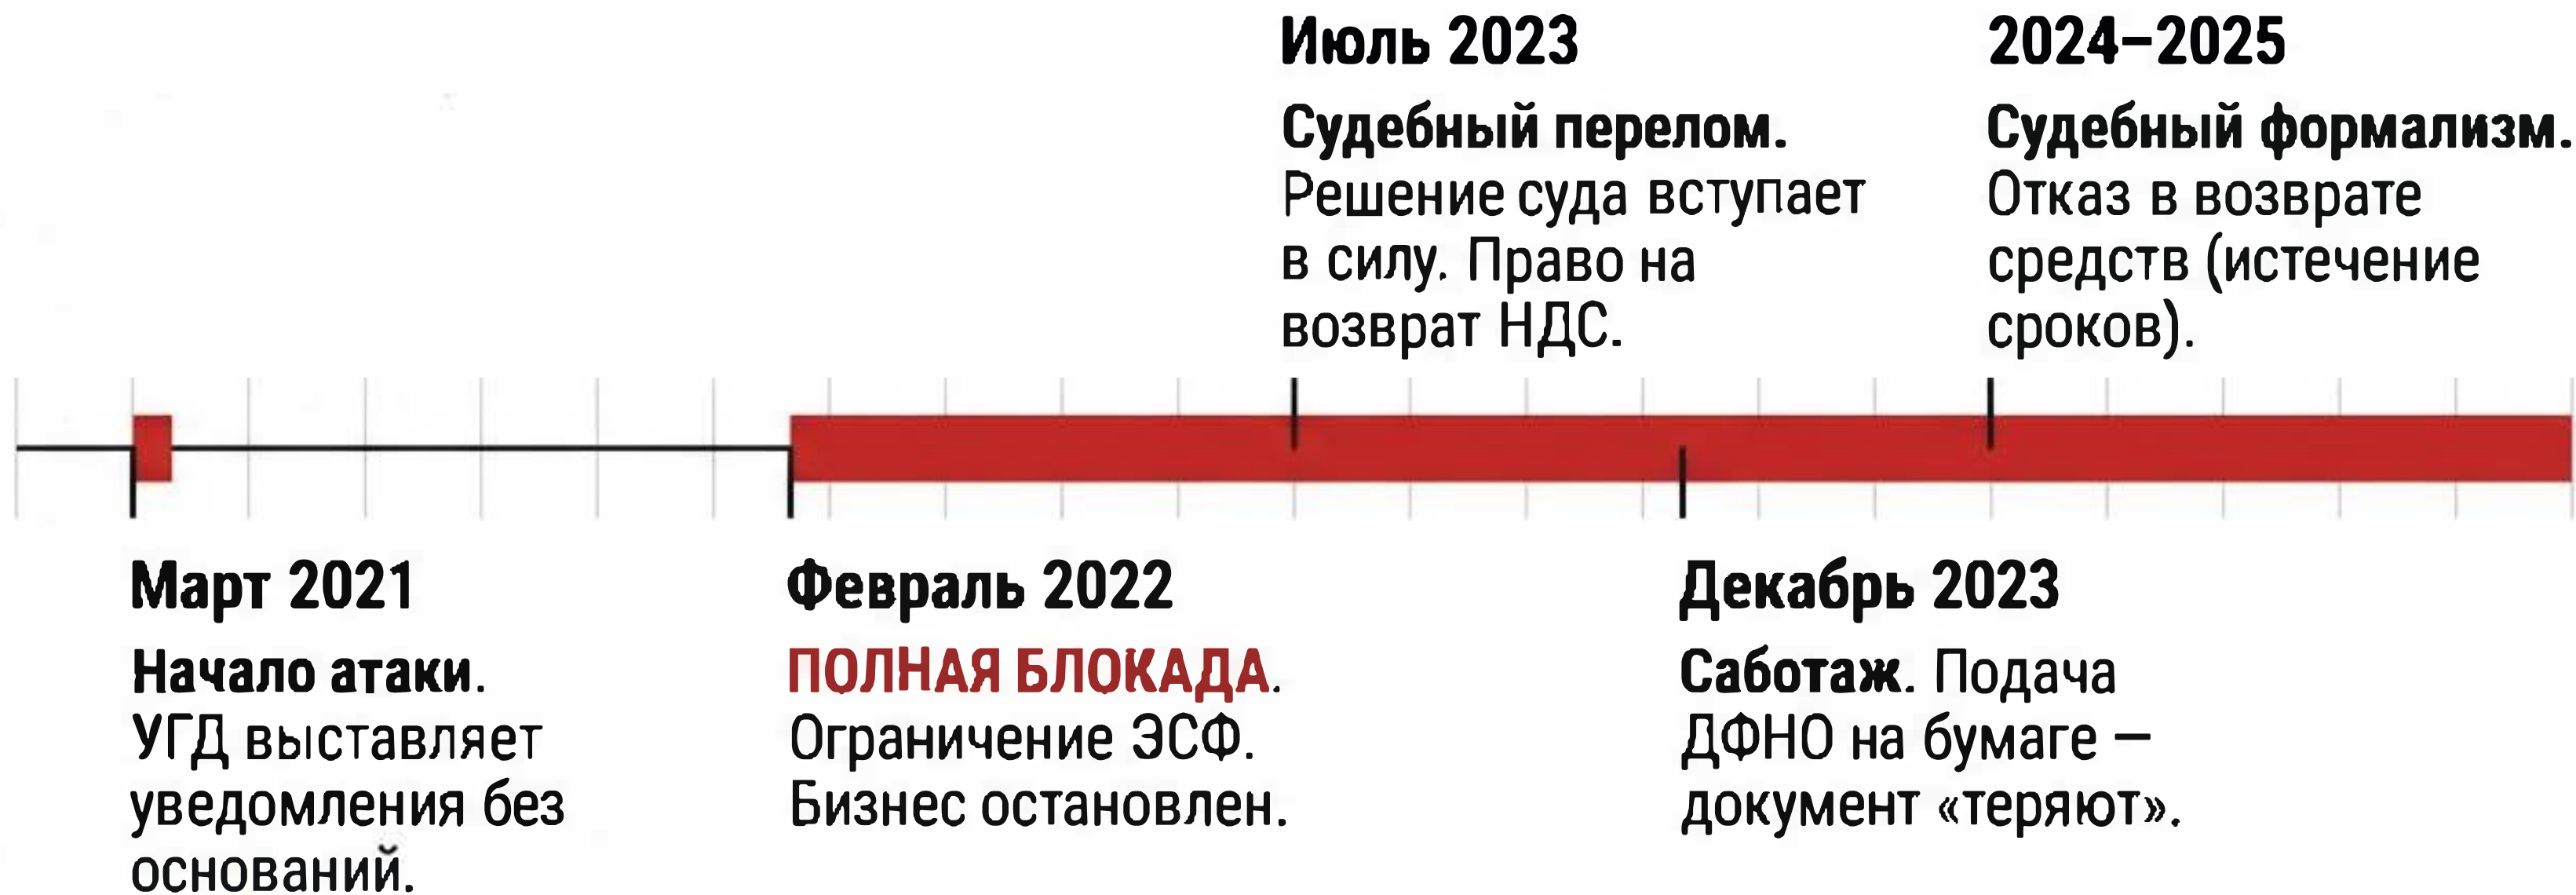 Июль 2023
Судебный перелом.
Решение суда вступает
в силу. Право на
возврат НДС.
2024–2025
Судебный формализм.
Отказ в возврате
средств (истечение
сроков).
Март 2021
Начало атаки.
УГД выставляет
уведомления без
оснований.
Февраль 2022
ПОЛНАЯ БЛОКАДА.
Ограничение ЭСФ.
Бизнес остановлен.
Декабрь 2023
Саботаж. Подача
ДФНО на бумаге —
документ «теряют».